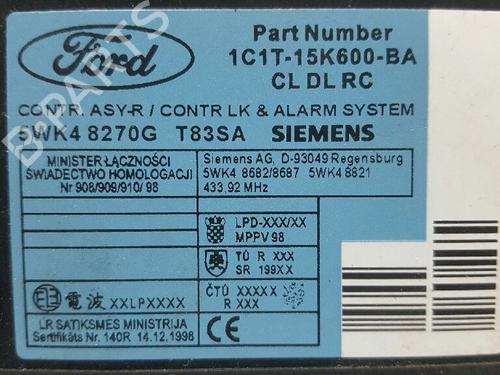 Ford
Part Number
1C1T-15K600-BA
CL DL RC
CONTR. ASY-R / CONTR LK & ALARM SYSTEM
5WK4 8270G T83SA SIEMENS
MINISTER ŁĄCZNOŚCI
ŚWIADECTWO HOMOLOGACJI
Nr 908/909/910/ 98
Siemens AG, D-93049 Regensburg
5WK4 8682/8687 5WK4 8821
433.92 MHz
LPD-XXX/XX
MPPV 98
TÚ R XXX
SR 199XX
ČTÚ XXXXX
R XXX
電波 XXLPXXXX
LR SATIKSMES MINISTRIJA
Sertifikāts Nr. 140R 14.12.1998
B PARTS